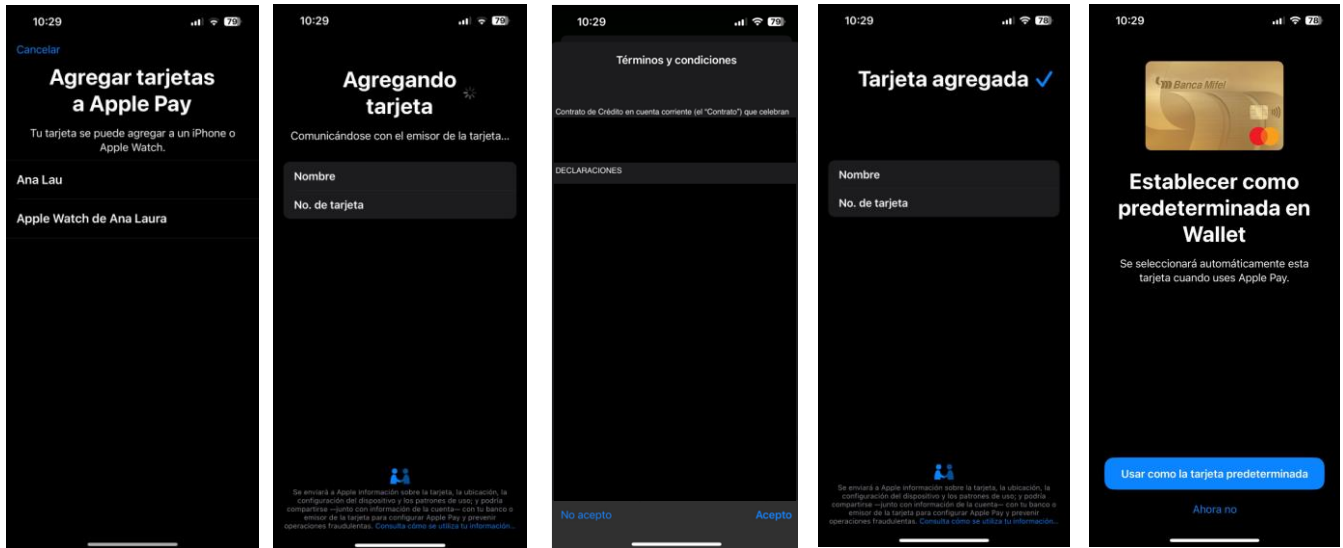 10:29
79
Cancelar
Agregar tarjetas
a Apple Pay
Tu tarjeta se puede agregar a un iPhone o
Apple Watch.
Ana Lau
Apple Watch de Ana Laura
10:29
79
Agregando
tarjeta
Comunicándose con el emisor de la tarjeta...
Nombre
No. de tarjeta
Se enviará a Apple información sobre la tarjeta, la ubicación, la
configuración del dispositivo y los patrones de uso; y podría
compartirse —junto con información de la cuenta— con tu banco o
emisor de la tarjeta para configurar Apple Pay y prevenir
operaciones fraudulentas. Consulta cómo se utiliza tu información...
10:29
79
Términos y condiciones
Contrato de Crédito en cuenta corriente (el "Contrato") que celebran
DECLARACIONES
No acepto
Acepto
10:29
78
Tarjeta agregada
Nombre
No. de tarjeta
Se enviará a Apple información sobre la tarjeta, la ubicación, la
configuración del dispositivo y los patrones de uso; y podría
compartirse —junto con información de la cuenta— con tu banco o
emisor de la tarjeta para configurar Apple Pay y prevenir
operaciones fraudulentas. Consulta cómo se utiliza tu información...
10:29
78
Banca Mifel
Establecer como
predeterminada en
Wallet
Se seleccionará automáticamente esta
tarjeta cuando uses Apple Pay.
Usar como la tarjeta predeterminada
Ahora no